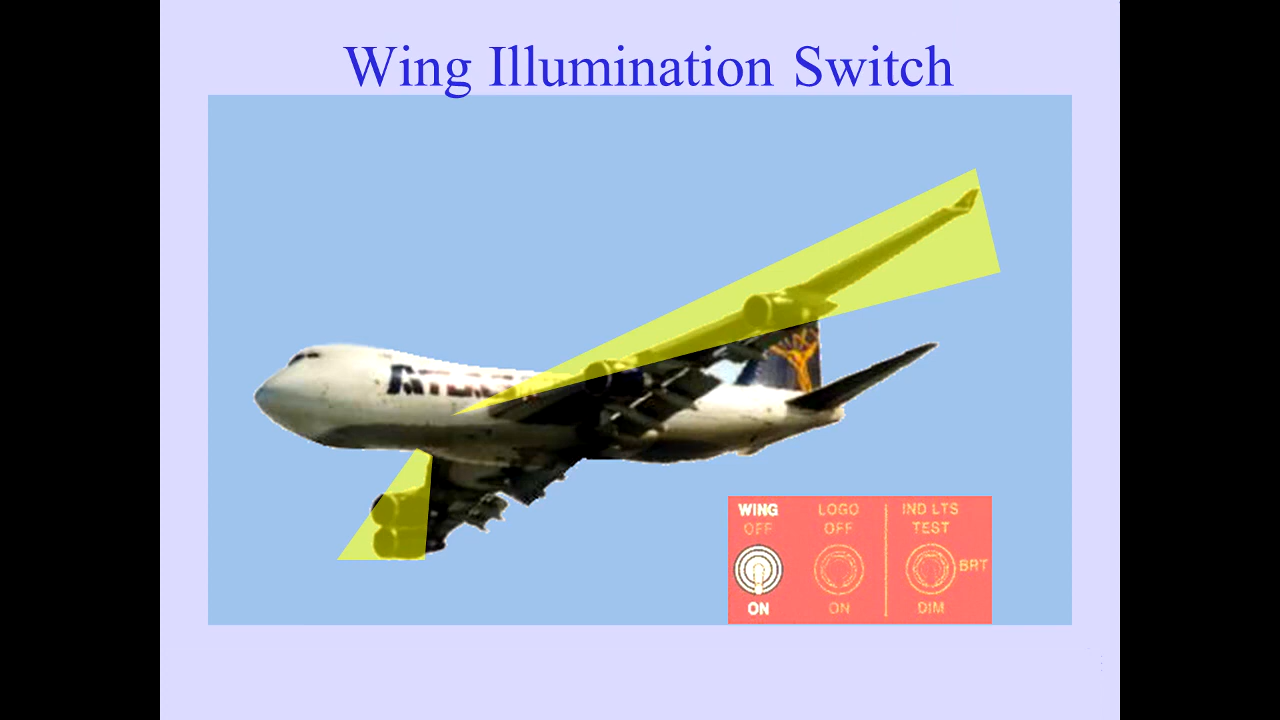 Wing Illumination Switch
WING LOGO IND LTS
OFF OFF TEST
BRT
ON ON DIM